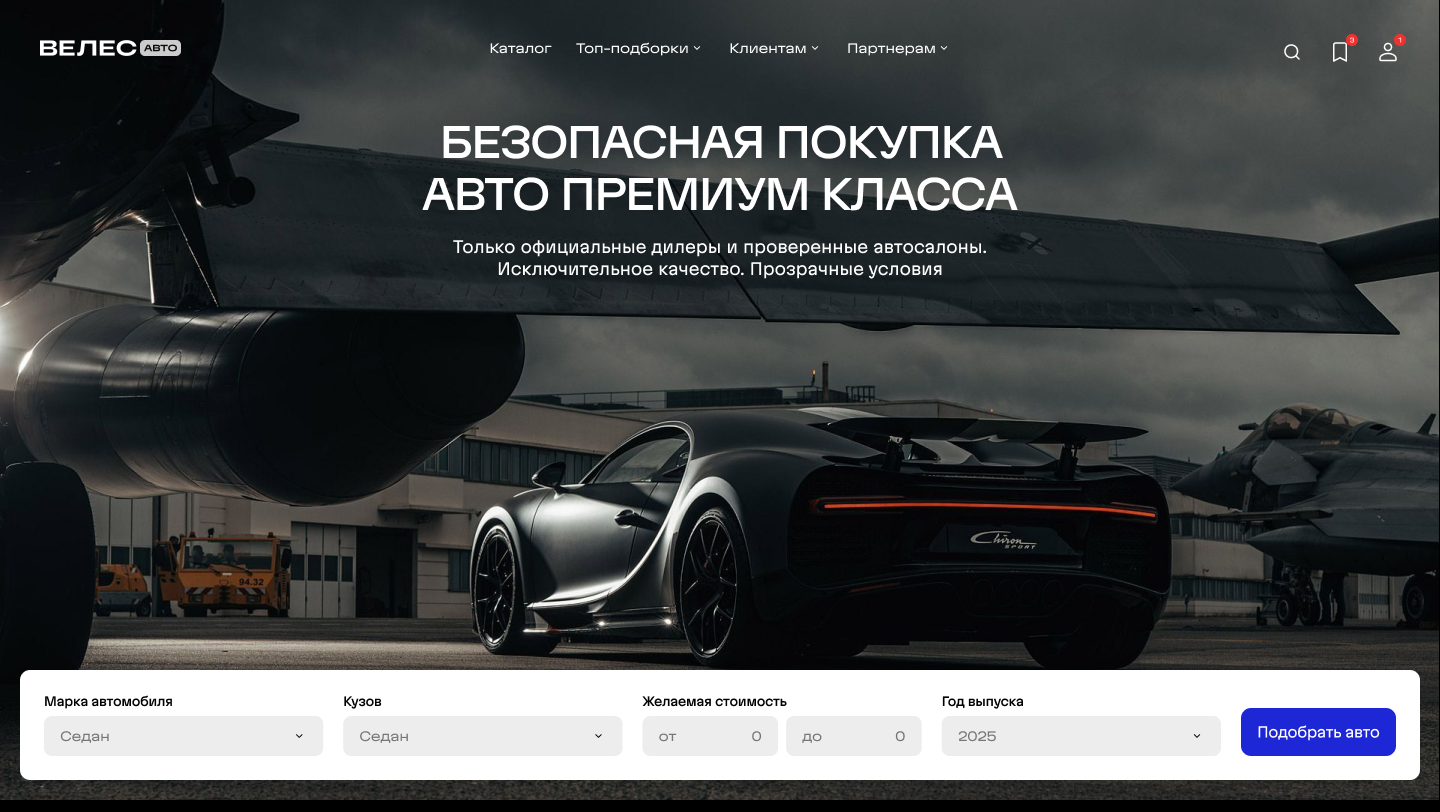 ВЕЛЕС АВТО
Каталог Топ-подборки Клиентам Партнерам
3
1
БЕЗОПАСНАЯ ПОКУПКА
АВТО ПРЕМИУМ КЛАССА
Только официальные дилеры и проверенные автосалоны.
Исключительное качество. Прозрачные условия
Chiron
SPORT
94.32
Марка автомобиля
Седан
Кузов
Седан
Желаемая стоимость
от 0
до 0
Год выпуска
2025
Подобрать авто